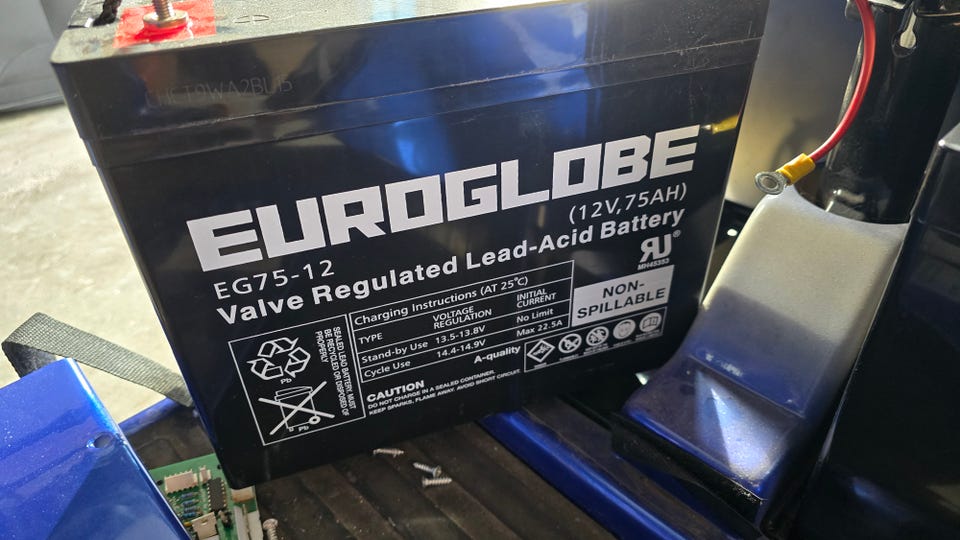 EUROGLOBE
(12V,75AH)
EG75-12
Valve Regulated Lead-Acid Battery
MH45353
NON-
SPILLABLE
Charging Instructions (AT 25℃)
TYPE VOLTAGE REGULATION INITIAL CURRENT
Stand-by Use 13.5-13.8V No Limit
Cycle Use 14.4-14.9V Max 22.5A
A-quality
SEALED LEAD BATTERY, MUST
BE RECYCLED OR DISPOSED OF
PROPERLY
Pb
Pb
CAUTION
DO NOT CHARGE IN A SEALED CONTAINER.
KEEP SPARKS, FLAME AWAY. AVOID SHORT CIRCUIT.